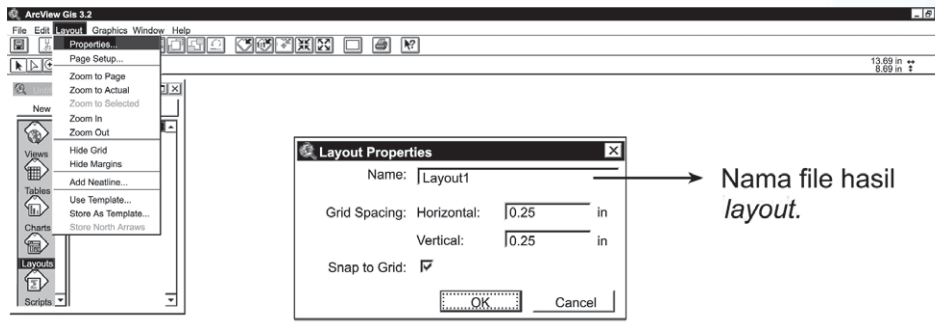 ArcView Gis 3.2
File Edit Layout Graphics Window Help
Properties...
Page Setup...
13.69 in
8.69 in
Zoom to Page
Zoom to Actual
Zoom to Selected
Zoom In
Zoom Out
Hide Grid
Hide Margins
Add Neatline...
Use Template...
Store As Template...
Store North Arraws
New
Views
Tables
Charts
Layouts
Scripts
Layout Properties
Name: Layout1
Grid Spacing: Horizontal: 0.25 in
Vertical: 0.25 in
Snap to Grid:
OK Cancel
Nama file hasil
layout.